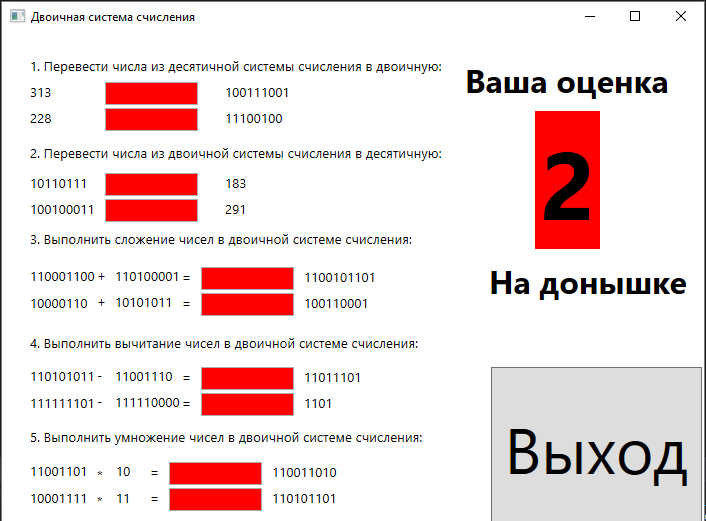 Двоичная система счисления
1. Перевести числа из десятичной системы счисления в двоичную:
313 100111001
228 11100100
2. Перевести числа из двоичной системы счисления в десятичную:
10110111 183
100100011 291
3. Выполнить сложение чисел в двоичной системе счисления:
110001100 + 110100001 = 1100101101
10000110 + 10101011 = 100110001
4. Выполнить вычитание чисел в двоичной системе счисления:
110101011 - 11001110 = 11011101
111111101 - 111110000 = 1101
5. Выполнить умножение чисел в двоичной системе счисления:
11001101 * 10 = 110011010
10001111 * 11 = 110101101
Ваша оценка
2
На донышке
Выход